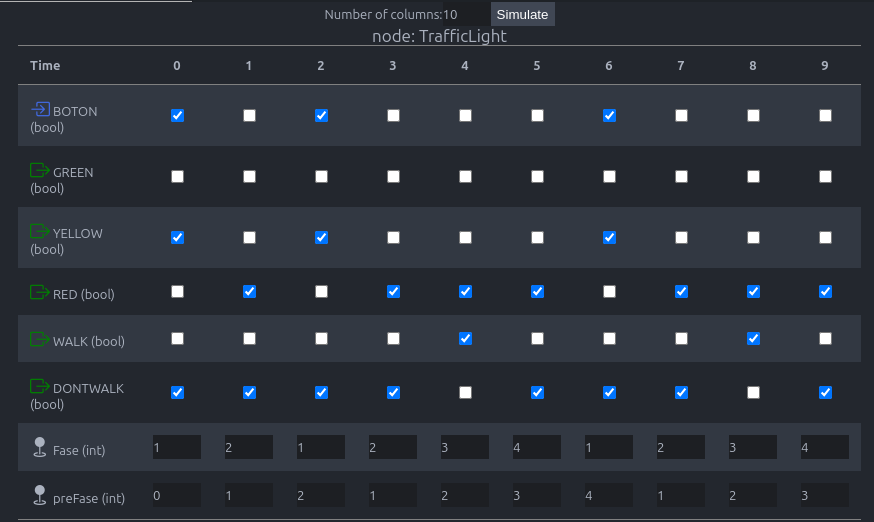 Number of columns:10 Simulate
node: TrafficLight
Time 0 1 2 3 4 5 6 7 8 9
BOTON
(bool)
GREEN
(bool)
YELLOW
(bool)
RED (bool)
WALK (bool)
DONTWALK
(bool)
Fase (int) 1 2 1 2 3 4 1 2 3 4
preFase (int) 0 1 2 1 2 3 4 1 2 3